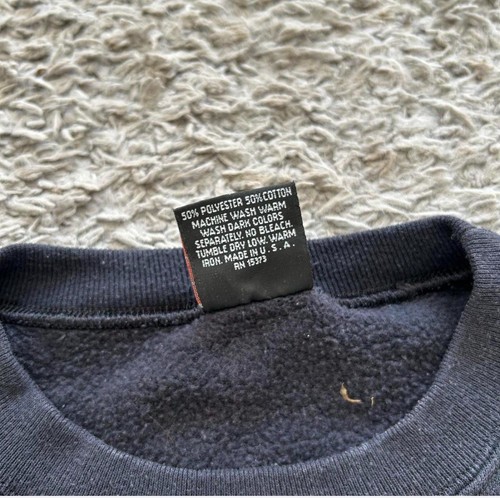 50% POLYESTER 50% COTTON
MACHINE WASH WARM
WASH DARK COLORS
SEPARATELY. NO BLEACH.
TUMBLE DRY LOW. WARM
IRON. MADE IN U.S.A.
RN 15373